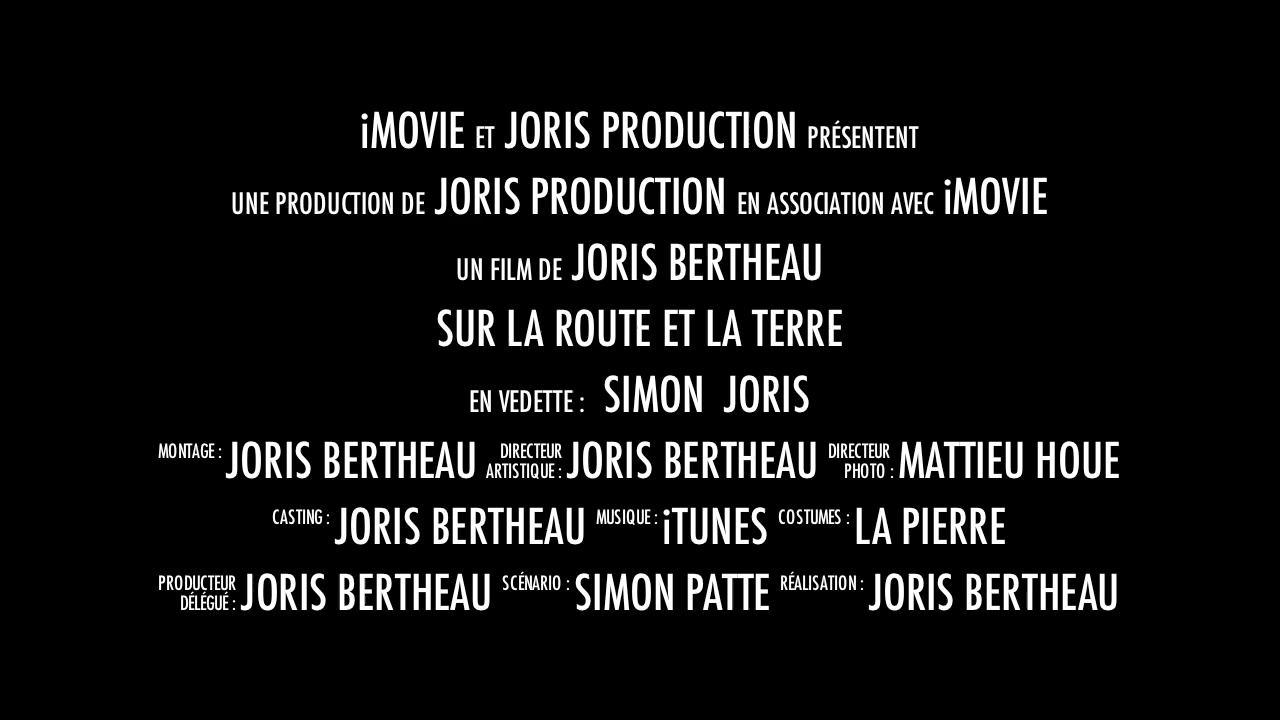 iMOVIE ET JORIS PRODUCTION PRÉSENTENT
UNE PRODUCTION DE JORIS PRODUCTION EN ASSOCIATION AVEC iMOVIE
UN FILM DE JORIS BERTHEAU
SUR LA ROUTE ET LA TERRE
EN VEDETTE : SIMON JORIS
MONTAGE : JORIS BERTHEAU DIRECTEUR ARTISTIQUE : JORIS BERTHEAU DIRECTEUR PHOTO : MATTIEU HOUE
CASTING : JORIS BERTHEAU MUSIQUE : iTUNES COSTUMES : LA PIERRE
PRODUCTEUR DÉLÉGUÉ : JORIS BERTHEAU SCÉNARIO : SIMON PATTE RÉALISATION : JORIS BERTHEAU